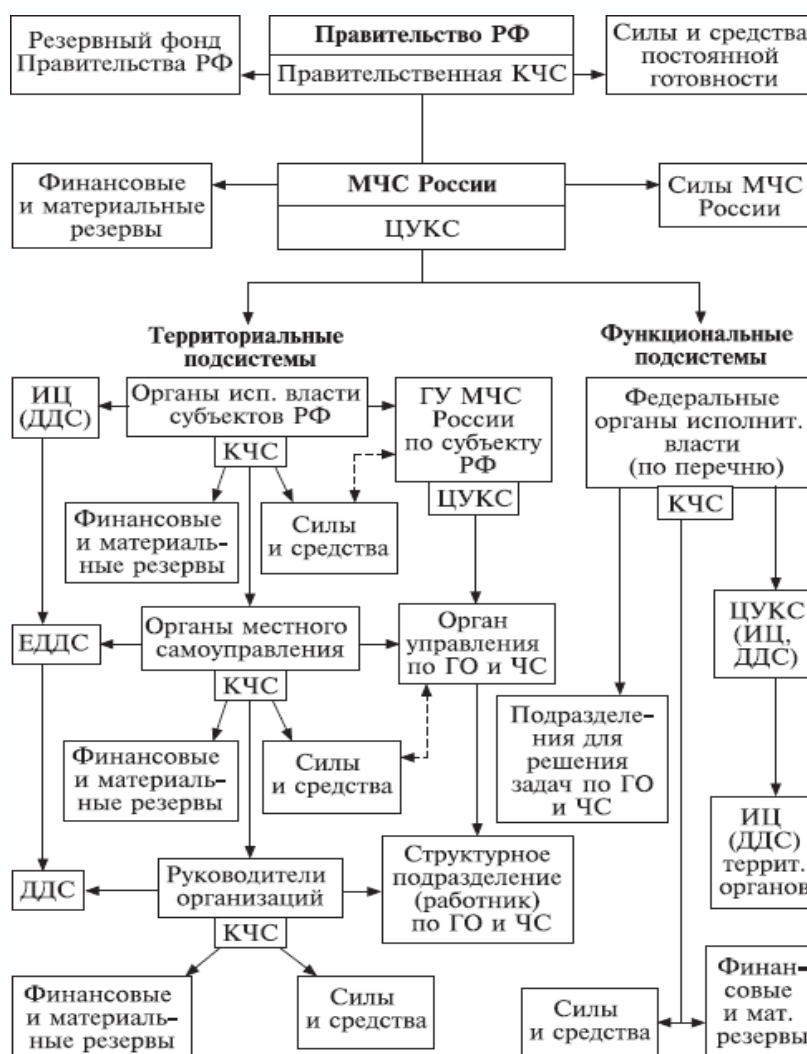 Резервный фонд
Правительства РФ
Правительство РФ
Правительственная КЧС
Силы и средства
постоянной
готовности
Финансовые
и материальные
резервы
МЧС России
ЦУКС
Силы МЧС
России
Территориальные
подсистемы
Функциональные
подсистемы
ИЦ
(ДДС)
Органы исп. власти
субъектов РФ
КЧС
ГУ МЧС
России
по субъекту
РФ
ЦУКС
Федеральные
органы исполнит.
власти
(по перечню)
КЧС
Финансовые
и материаль-
ные резервы
Силы
и средства
ЕДДС
Органы местного
самоуправления
КЧС
Орган
управления
по ГО и ЧС
ЦУКС
(ИЦ,
ДДС)
Финансовые
и материаль-
ные резервы
Силы
и средства
Подразделе-
ния для
решения
задач по ГО
и ЧС
ДДС
Руководители
организаций
КЧС
Структурное
подразделение
(работник)
по ГО и ЧС
ИЦ
(ДДС)
террит.
органов
Финансовые
и материаль-
ные резервы
Силы
и средства
Силы
и средства
Финан-
совые
и мат.
резервы